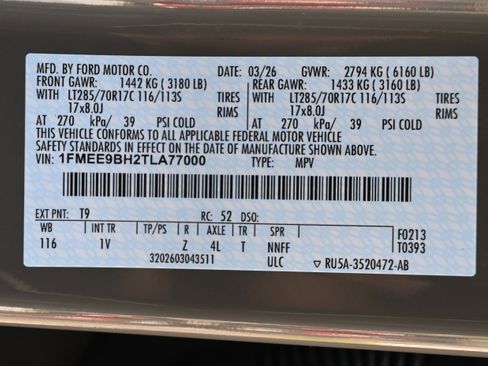 MFD. BY FORD MOTOR CO. DATE: 03/26 GVWR: 2794 KG (6160 LB)
FRONT GAWR: 1442 KG (3180 LB) REAR GAWR: 1433 KG (3160 LB)
WITH LT285/70R17C 116/113S TIRES WITH LT285/70R17C 116/113S TIRES
17x8.0J RIMS 17x8.0J RIMS
AT 270 kPa/ 39 PSI COLD AT 270 kPa/ 39 PSI COLD
THIS VEHICLE CONFORMS TO ALL APPLICABLE FEDERAL MOTOR VEHICLE
SAFETY STANDARDS IN EFFECT ON THE DATE OF MANUFACTURE SHOWN ABOVE.
VIN: 1FMEE9BH2TLA77000 TYPE: MPV
EXT PNT: T9 RC: 52 DSO:
WB INT TR TP/PS R AXLE TR SPR F0213
116 1V Z 4L T NNFF T0393
3202603043511 ULC ▽ RU5A-3520472-AB